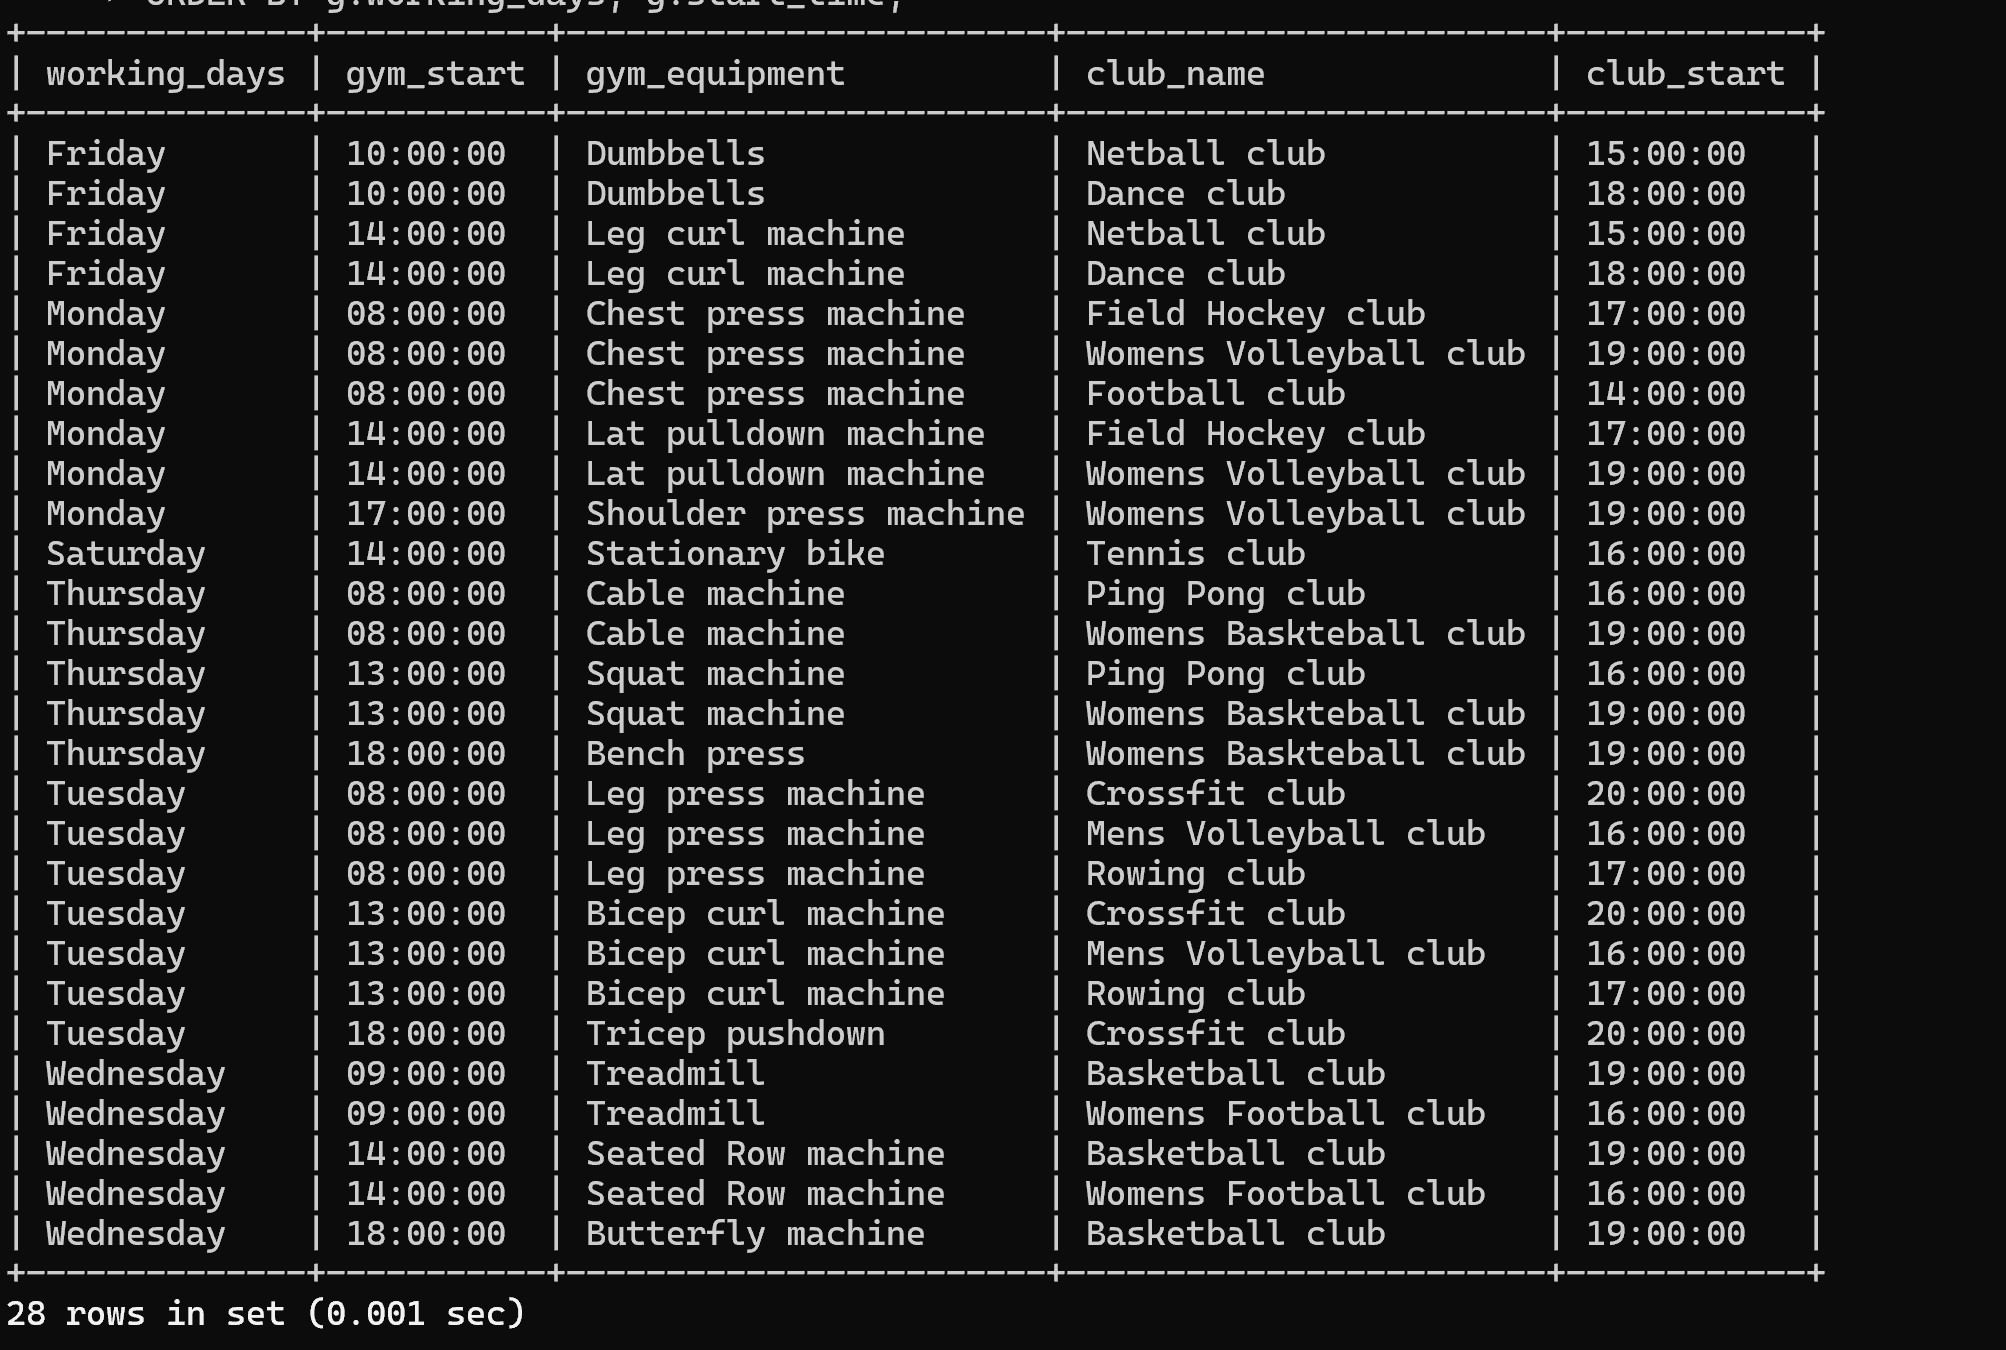 > ORDER BY g.working_days, g.start_time;
+--------------+-----------+------------------------+------------------------+------------+
| working_days | gym_start | gym_equipment          | club_name              | club_start |
+--------------+-----------+------------------------+------------------------+------------+
| Friday       | 10:00:00  | Dumbbells              | Netball club           | 15:00:00   |
| Friday       | 10:00:00  | Dumbbells              | Dance club             | 18:00:00   |
| Friday       | 14:00:00  | Leg curl machine       | Netball club           | 15:00:00   |
| Friday       | 14:00:00  | Leg curl machine       | Dance club             | 18:00:00   |
| Monday       | 08:00:00  | Chest press machine    | Field Hockey club      | 17:00:00   |
| Monday       | 08:00:00  | Chest press machine    | Womens Volleyball club | 19:00:00   |
| Monday       | 08:00:00  | Chest press machine    | Football club          | 14:00:00   |
| Monday       | 14:00:00  | Lat pulldown machine   | Field Hockey club      | 17:00:00   |
| Monday       | 14:00:00  | Lat pulldown machine   | Womens Volleyball club | 19:00:00   |
| Monday       | 17:00:00  | Shoulder press machine | Womens Volleyball club | 19:00:00   |
| Saturday     | 14:00:00  | Stationary bike        | Tennis club            | 16:00:00   |
| Thursday     | 08:00:00  | Cable machine          | Ping Pong club         | 16:00:00   |
| Thursday     | 08:00:00  | Cable machine          | Womens Baskteball club | 19:00:00   |
| Thursday     | 13:00:00  | Squat machine          | Ping Pong club         | 16:00:00   |
| Thursday     | 13:00:00  | Squat machine          | Womens Baskteball club | 19:00:00   |
| Thursday     | 18:00:00  | Bench press            | Womens Baskteball club | 19:00:00   |
| Tuesday      | 08:00:00  | Leg press machine      | Crossfit club          | 20:00:00   |
| Tuesday      | 08:00:00  | Leg press machine      | Mens Volleyball club   | 16:00:00   |
| Tuesday      | 08:00:00  | Leg press machine      | Rowing club            | 17:00:00   |
| Tuesday      | 13:00:00  | Bicep curl machine     | Crossfit club          | 20:00:00   |
| Tuesday      | 13:00:00  | Bicep curl machine     | Mens Volleyball club   | 16:00:00   |
| Tuesday      | 13:00:00  | Bicep curl machine     | Rowing club            | 17:00:00   |
| Tuesday      | 18:00:00  | Tricep pushdown        | Crossfit club          | 20:00:00   |
| Wednesday    | 09:00:00  | Treadmill              | Basketball club        | 19:00:00   |
| Wednesday    | 09:00:00  | Treadmill              | Womens Football club   | 16:00:00   |
| Wednesday    | 14:00:00  | Seated Row machine     | Basketball club        | 19:00:00   |
| Wednesday    | 14:00:00  | Seated Row machine     | Womens Football club   | 16:00:00   |
| Wednesday    | 18:00:00  | Butterfly machine      | Basketball club        | 19:00:00   |
+--------------+-----------+------------------------+------------------------+------------+
28 rows in set (0.001 sec)